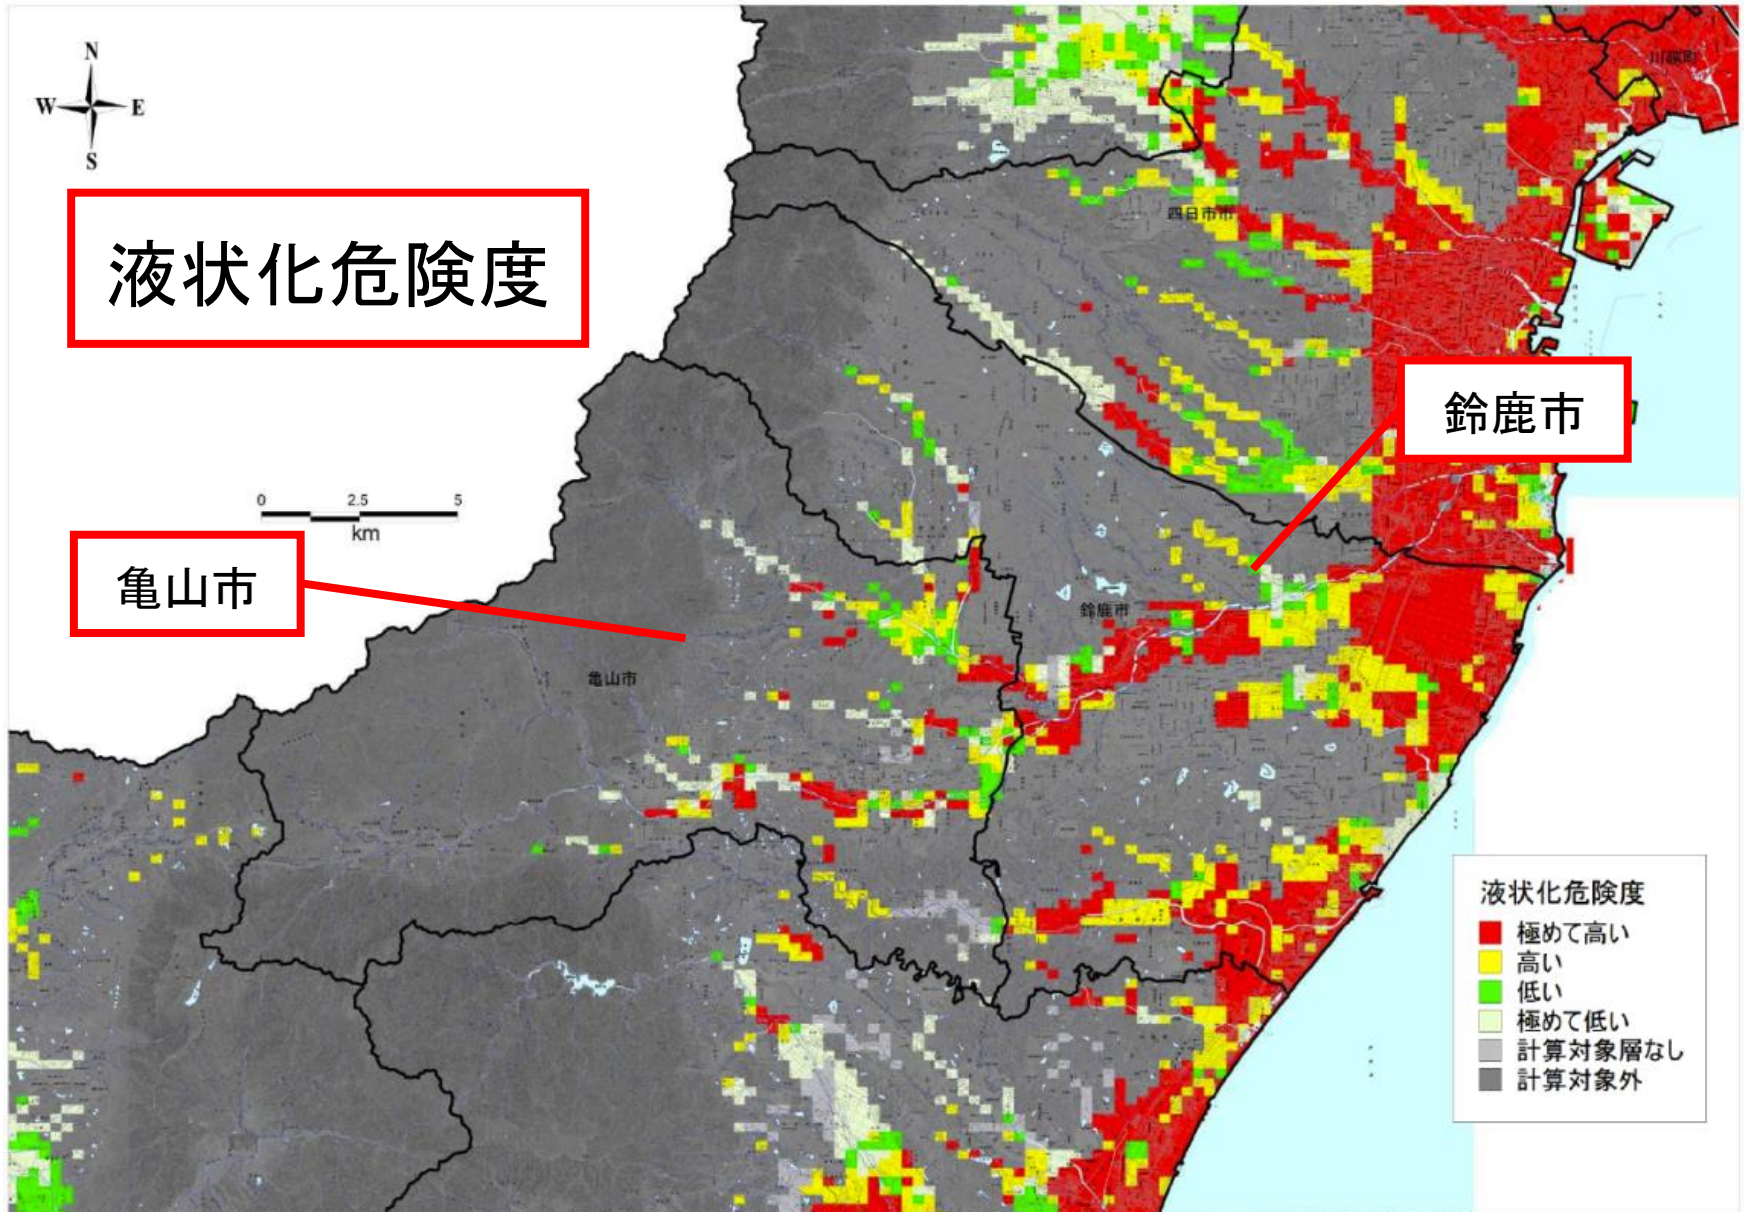 N
W E
S
液状化危険度
川越町
四日市市
鈴鹿市
0 2.5 5
km
亀山市
鈴鹿市
亀山市
液状化危険度
極めて高い
高い
低い
極めて低い
計算対象層なし
計算対象外